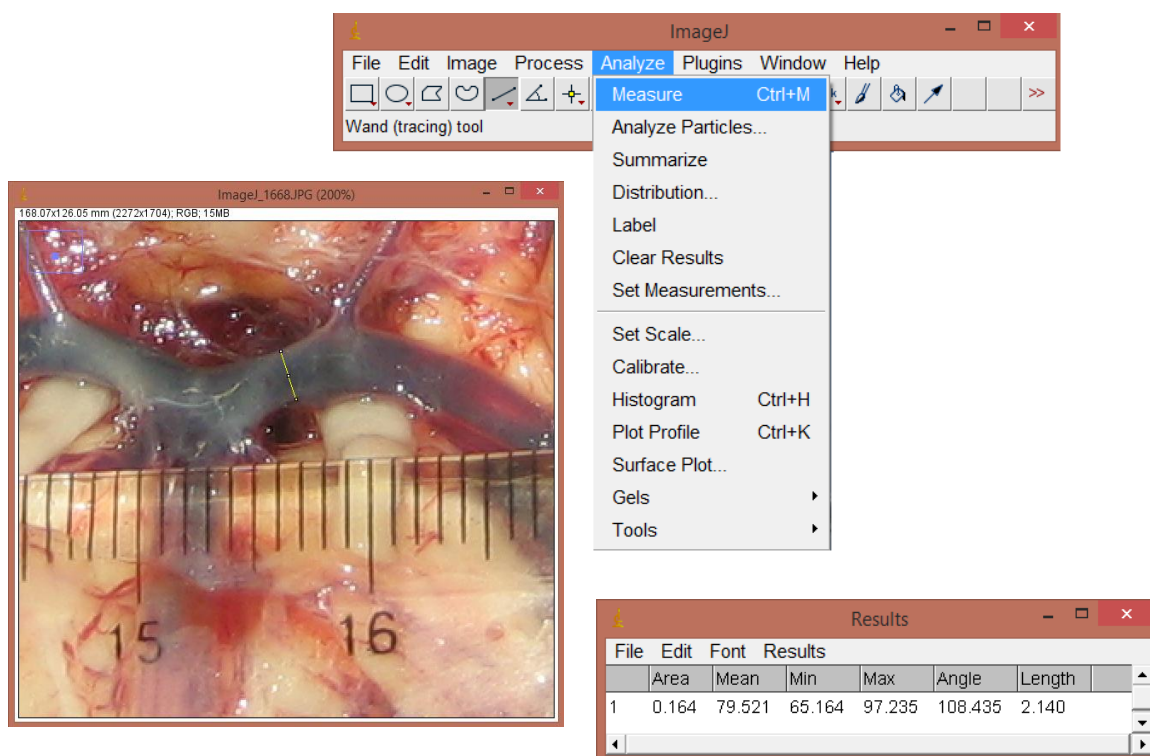 ImageJ
File Edit Image Process Analyze Plugins Window Help
Wand (tracing) tool
Measure Ctrl+M
Analyze Particles...
Summarize
Distribution...
Label
Clear Results
Set Measurements...
Set Scale...
Calibrate...
Histogram Ctrl+H
Plot Profile Ctrl+K
Surface Plot...
Gels
Tools
ImageJ_1668.JPG (200%)
168.07x126.05 mm (2272x1704); RGB; 15MB
15 16
Results
File Edit Font Results
Area Mean Min Max Angle Length
1 0.164 79.521 65.164 97.235 108.435 2.140